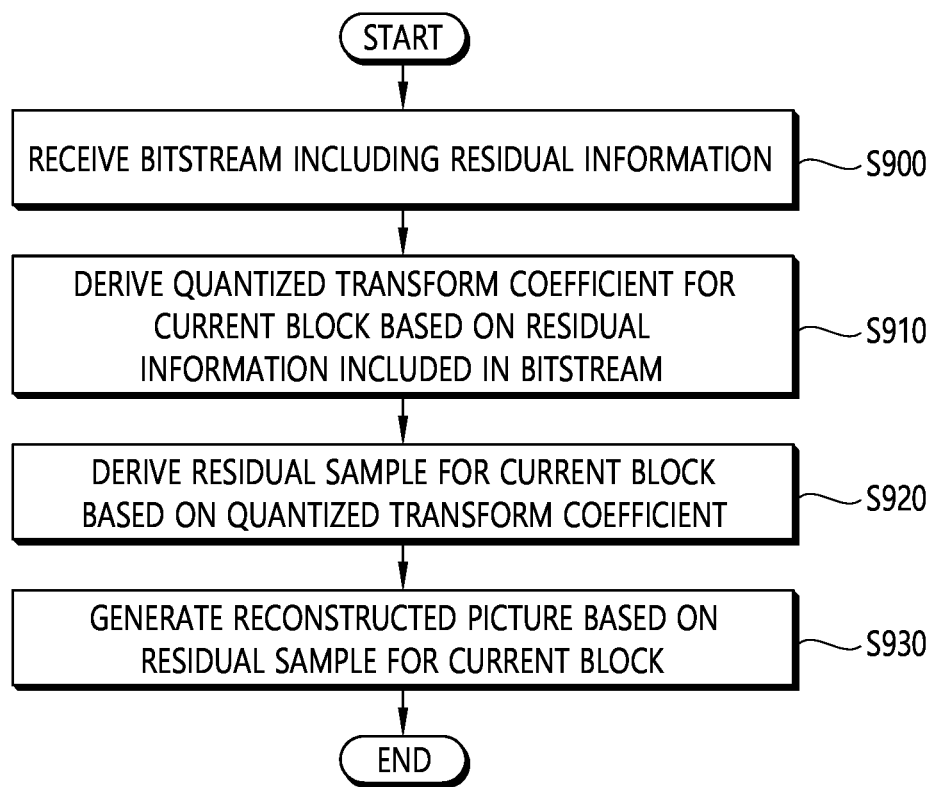 START
RECEIVE BITSTREAM INCLUDING RESIDUAL INFORMATION
S900
DERIVE QUANTIZED TRANSFORM COEFFICIENT FOR
CURRENT BLOCK BASED ON RESIDUAL
INFORMATION INCLUDED IN BITSTREAM
S910
DERIVE RESIDUAL SAMPLE FOR CURRENT BLOCK
BASED ON QUANTIZED TRANSFORM COEFFICIENT
S920
GENERATE RECONSTRUCTED PICTURE BASED ON
RESIDUAL SAMPLE FOR CURRENT BLOCK
S930
END